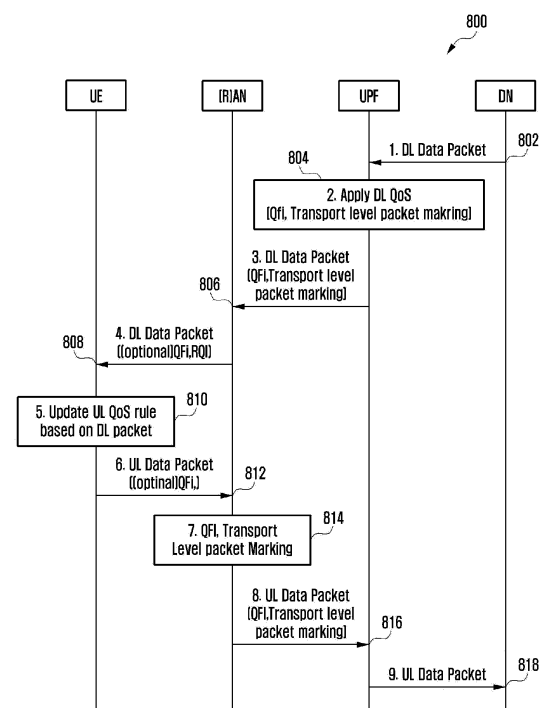 800
UE
(R)AN
UPF
DN
1. DL Data Packet
802
804
2. Apply DL QoS
(Qfi, Transport level packet makring)
3. DL Data Packet
(QFi,Transport level
packet marking)
806
4. DL Data Packet
((optional)QFi,RQI)
808
5. Update UL QoS rule
based on DL packet
810
6. UL Data Packet
((optinal)QFi,)
812
7. QFI, Transport
Level packet Marking
814
8. UL Data Packet
(QFI,Transport level
packet marking)
816
9. UL Data Packet
818